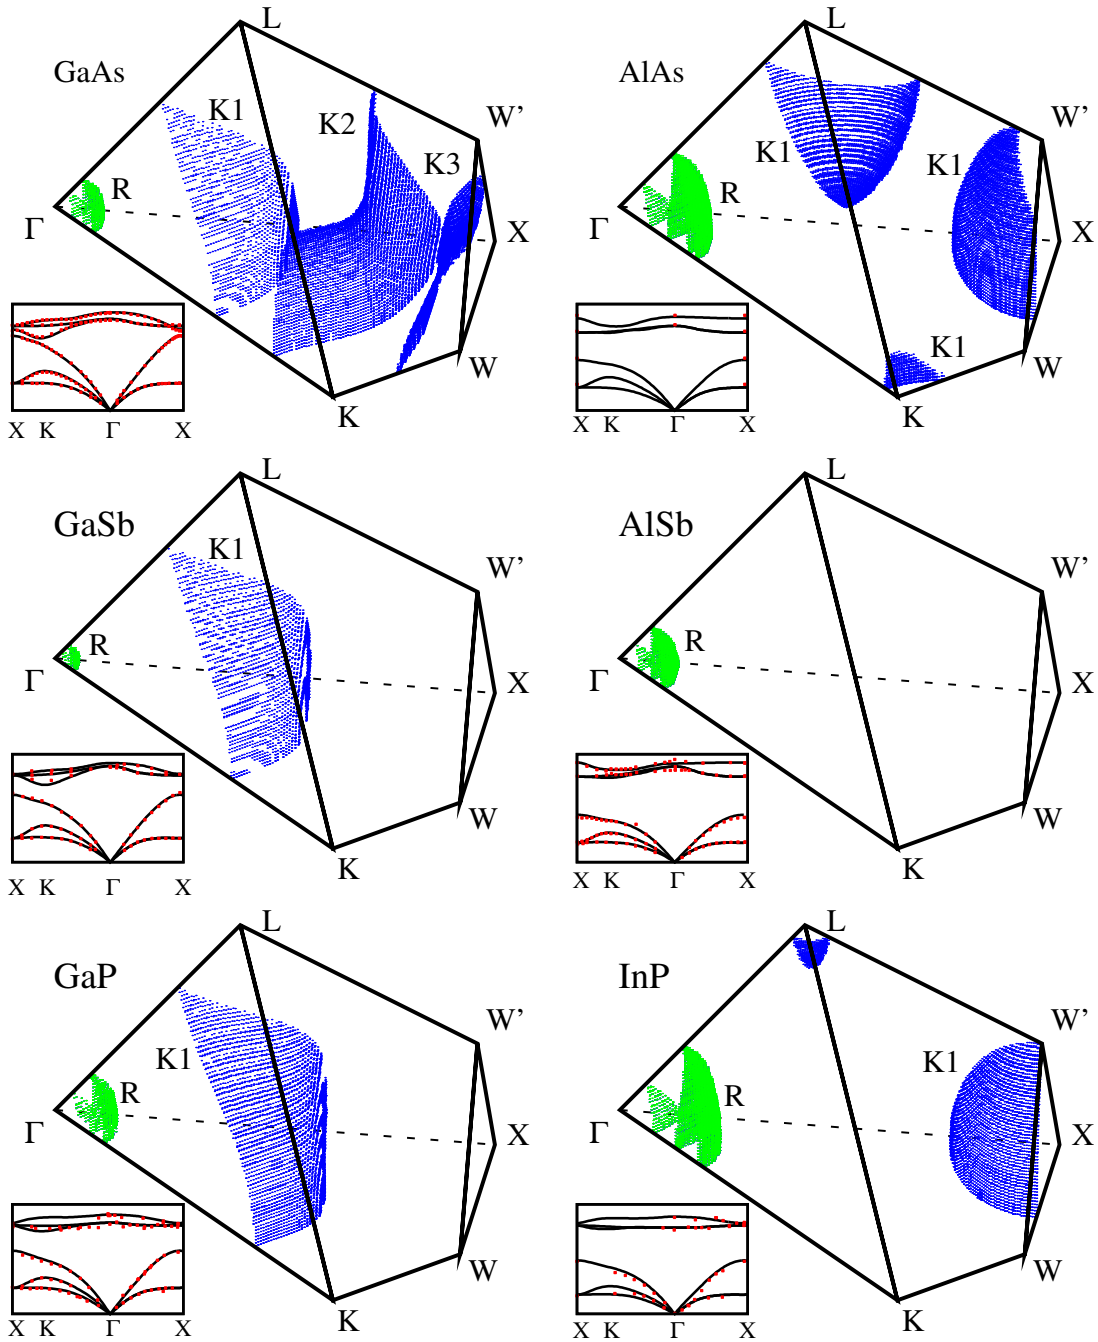 L
GaAs
K1
K2
W'
K3
R
Γ
X
W
K
X K Γ X
L
AlAs
W'
K1
K1
R
Γ
X
K1
W
K
X K Γ X
L
GaSb
K1
W'
R
Γ
X
W
K
X K Γ X
L
AlSb
W'
R
Γ
X
W
K
X K Γ X
L
GaP
W'
K1
R
Γ
X
W
K
X K Γ X
L
InP
W'
K1
R
Γ
X
W
K
X K Γ X